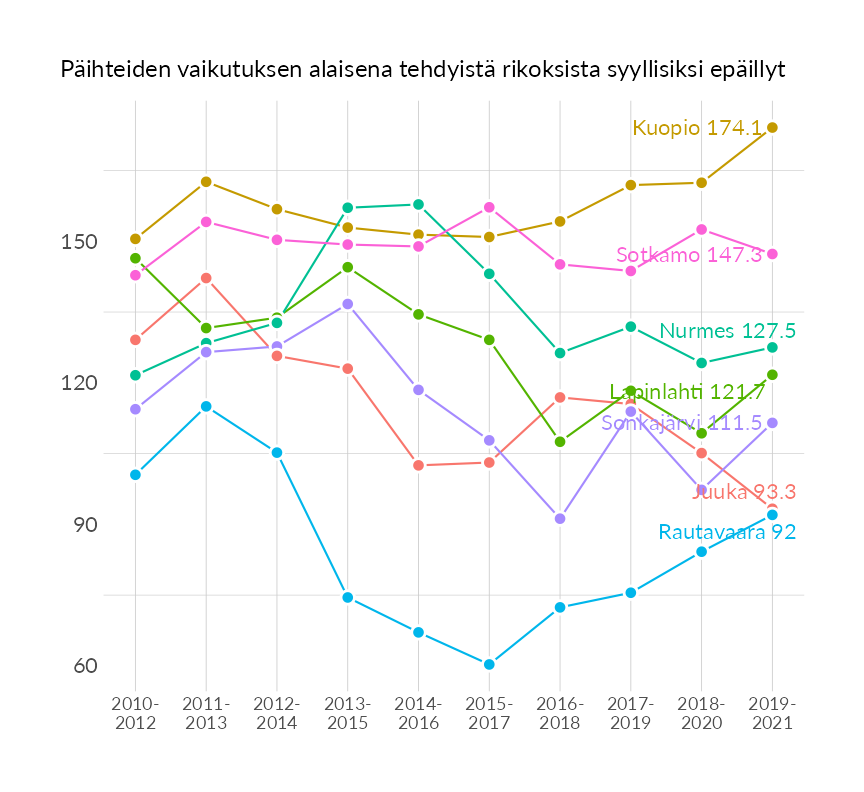 Päihteiden vaikutuksen alaisena tehdyistä rikoksista syyllisiksi epäillyt
Kuopio 174.1
150
Sotkamo 147.3
Nurmes 127.5
120
Lapinlahti 121.7
Sonkajärvi 111.5
Juuka 93.3
90
Rautavaara 92
60
2010- 2011- 2012- 2013- 2014- 2015- 2016- 2017- 2018- 2019-
2012 2013 2014 2015 2016 2017 2018 2019 2020 2021